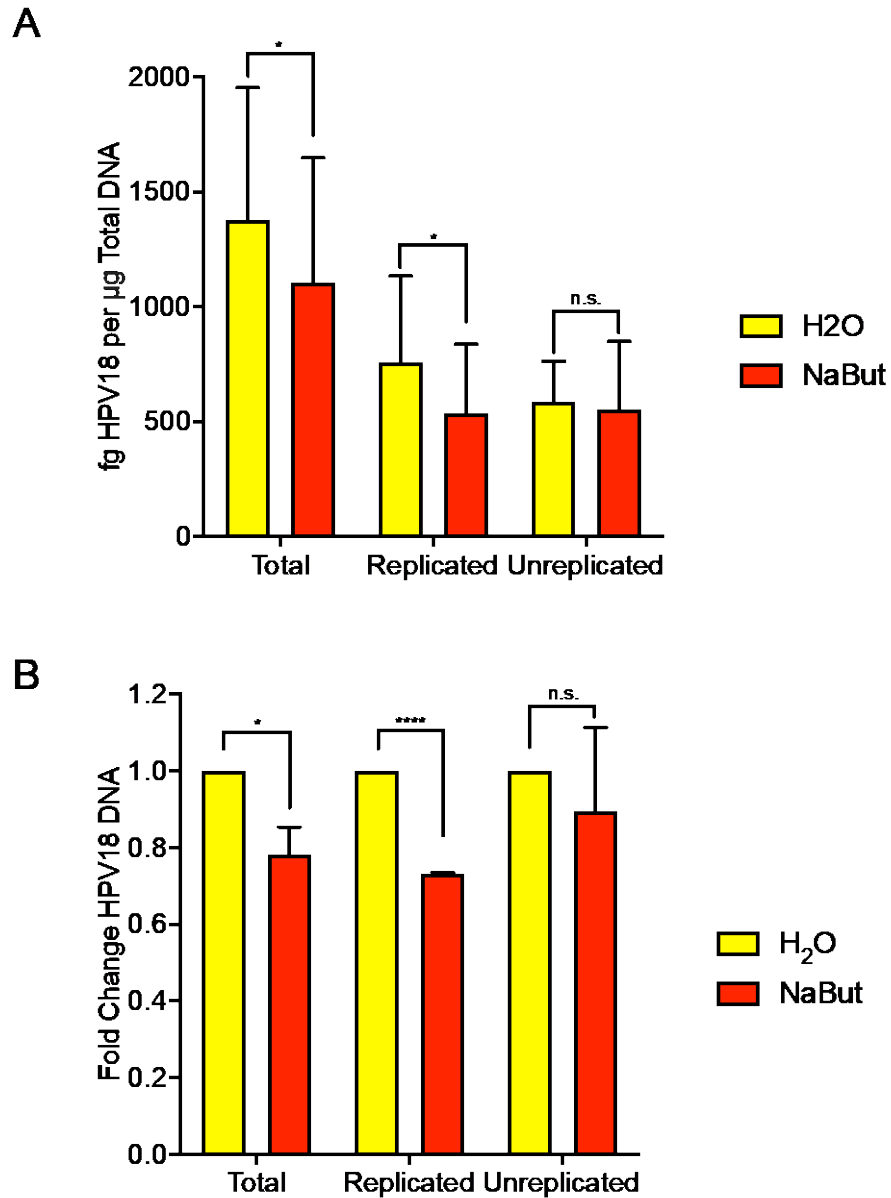 A
fg HPV18 per µg Total DNA
2000
1500
1000
500
0
*
*
n.s.
Total
Replicated
Unreplicated
H2O
NaBut
B
Fold Change HPV18 DNA
1.2
1.0
0.8
0.6
0.4
0.2
0.0
*
****
n.s.
Total
Replicated
Unreplicated
H₂O
NaBut